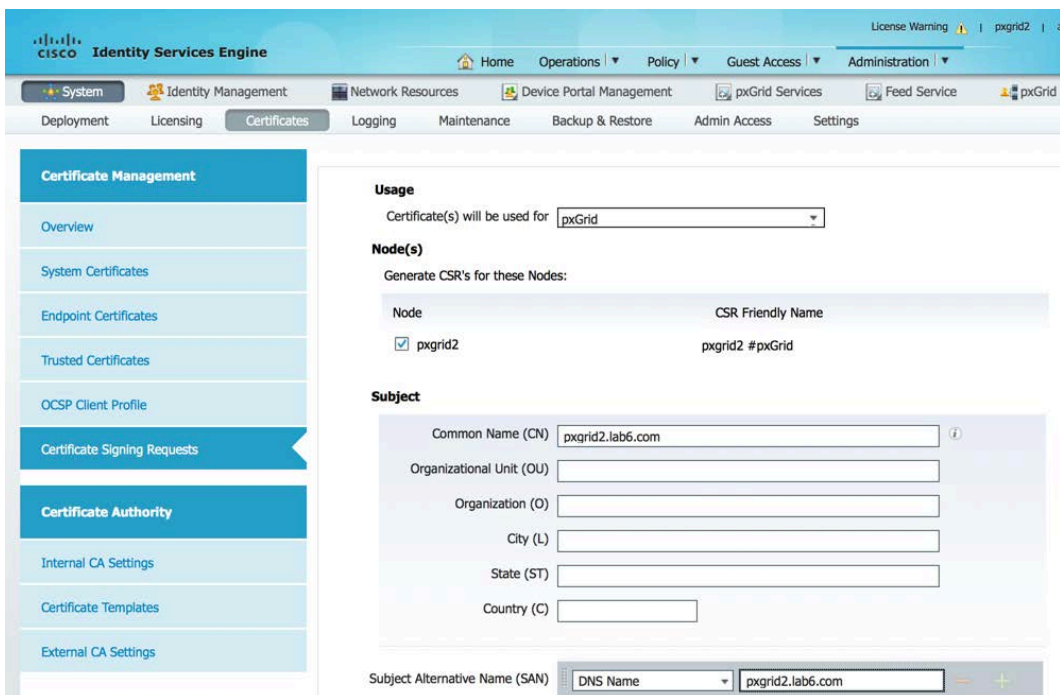 License Warning | pxgrid2 |
CISCO Identity Services Engine
Home Operations | Policy | Guest Access | Administration |
System Identity Management Network Resources Device Portal Management pxGrid Services Feed Service pxGrid
Deployment Licensing Certificates Logging Maintenance Backup & Restore Admin Access Settings
Certificate Management
Overview
System Certificates
Endpoint Certificates
Trusted Certificates
OCSP Client Profile
Certificate Signing Requests
Certificate Authority
Internal CA Settings
Certificate Templates
External CA Settings
Usage
Certificate(s) will be used for pxGrid
Node(s)
Generate CSR's for these Nodes:
Node CSR Friendly Name
pxgrid2 pxgrid2 #pxGrid
Subject
Common Name (CN) pxgrid2.lab6.com
Organizational Unit (OU)
Organization (O)
City (L)
State (ST)
Country (C)
Subject Alternative Name (SAN) DNS Name pxgrid2.lab6.com